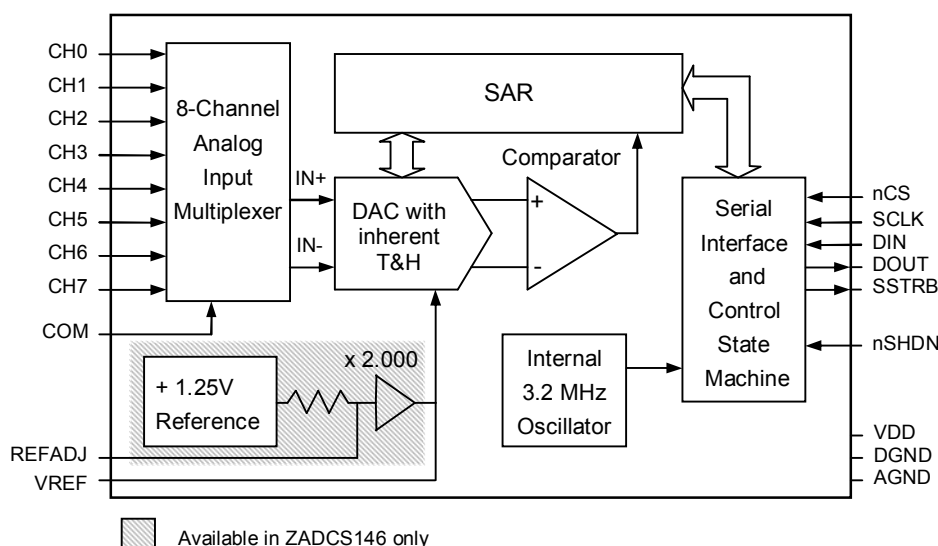 CH0
CH1
CH2
CH3
CH4
CH5
CH6
CH7
COM
REFADJ
VREF
8-Channel
Analog
Input
Multiplexer
IN+
IN-
SAR
DAC with
inherent
T&H
Comparator
+
-
+ 1.25V
Reference
x 2.000
Internal
3.2 MHz
Oscillator
Serial
Interface
and
Control
State
Machine
nCS
SCLK
DIN
DOUT
SSTRB
nSHDN
VDD
DGND
AGND
Available in ZADCS146 only